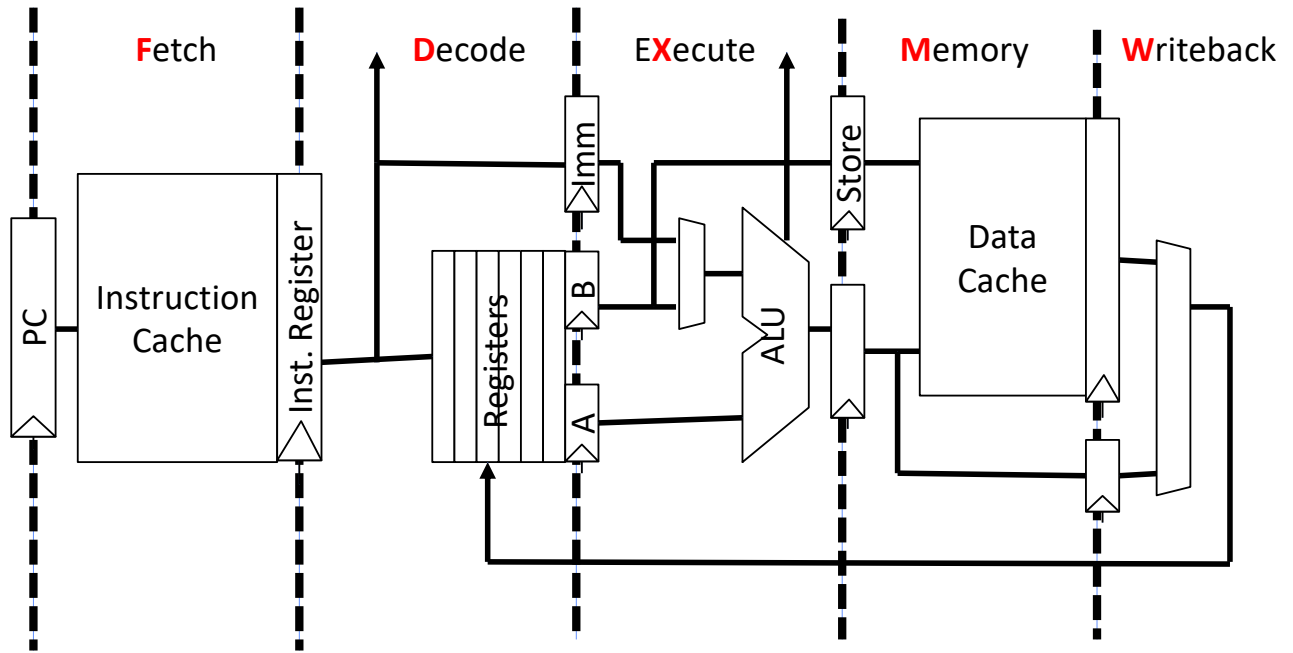 Fetch
Decode
EXecute
Memory
Writeback
PC
Instruction
Cache
Inst. Register
Registers
Imm
B
A
ALU
Store
Data
Cache